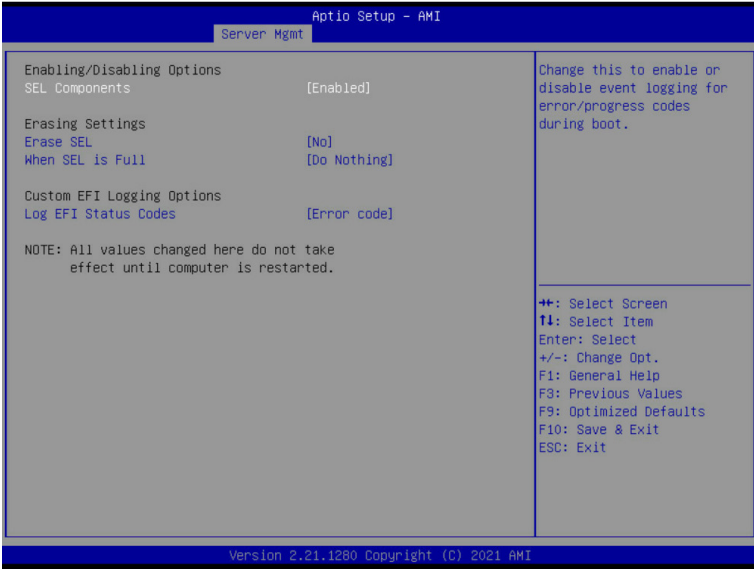 Aptio Setup – AMI
Server Mgmt
Enabling/Disabling Options
SEL Components [Enabled]
Erasing Settings
Erase SEL [No]
When SEL is Full [Do Nothing]
Custom EFI Logging Options
Log EFI Status Codes [Error code]
NOTE: All values changed here do not take
effect until computer is restarted.
Change this to enable or
disable event logging for
error/progress codes
during boot.
→←: Select Screen
↑↓: Select Item
Enter: Select
+/-: Change Opt.
F1: General Help
F3: Previous Values
F9: Optimized Defaults
F10: Save & Exit
ESC: Exit
Version 2.21.1280 Copyright (C) 2021 AMI